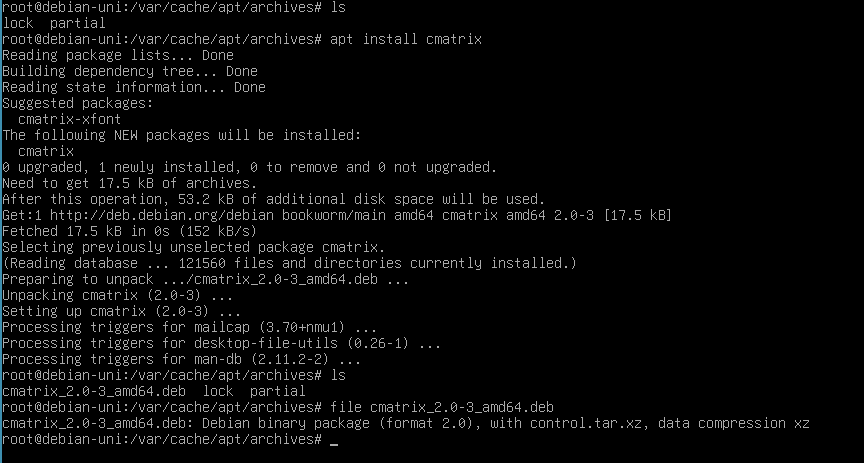 root@debian-uni:/var/cache/apt/archives# ls
lock  partial
root@debian-uni:/var/cache/apt/archives# apt install cmatrix
Reading package lists... Done
Building dependency tree... Done
Reading state information... Done
Suggested packages:
  cmatrix-xfont
The following NEW packages will be installed:
  cmatrix
0 upgraded, 1 newly installed, 0 to remove and 0 not upgraded.
Need to get 17.5 kB of archives.
After this operation, 53.2 kB of additional disk space will be used.
Get:1 http://deb.debian.org/debian bookworm/main amd64 cmatrix amd64 2.0-3 [17.5 kB]
Fetched 17.5 kB in 0s (152 kB/s)
Selecting previously unselected package cmatrix.
(Reading database ... 121560 files and directories currently installed.)
Preparing to unpack .../cmatrix_2.0-3_amd64.deb ...
Unpacking cmatrix (2.0-3) ...
Setting up cmatrix (2.0-3) ...
Processing triggers for mailcap (3.70+nmu1) ...
Processing triggers for desktop-file-utils (0.26-1) ...
Processing triggers for man-db (2.11.2-2) ...
root@debian-uni:/var/cache/apt/archives# ls
cmatrix_2.0-3_amd64.deb  lock  partial
root@debian-uni:/var/cache/apt/archives# file cmatrix_2.0-3_amd64.deb
cmatrix_2.0-3_amd64.deb: Debian binary package (format 2.0), with control.tar.xz, data compression xz
root@debian-uni:/var/cache/apt/archives# _